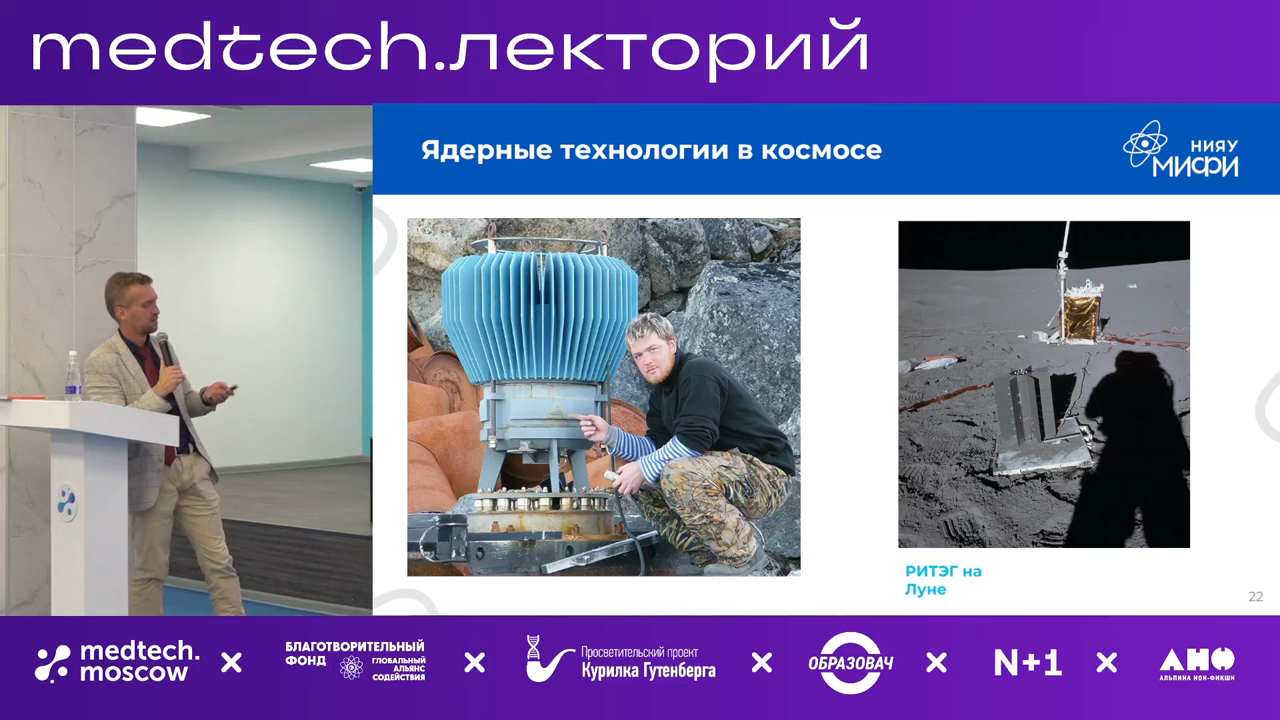 medtech.лекторий
Ядерные технологии в космосе
НИЯУ
МИФИ
РИТЭГ на
Луне
22
medtech.
moscow
БЛАГОТВОРИТЕЛЬНЫЙ
ФОНД
ГЛОБАЛЬНЫЙ
АЛЬЯНС
СОДЕЙСТВИЯ
Просветительский проект
Курилка Гутенберга
ОБРАЗОВАЧ
N+1
АНФ
АЛЬПИНА НОН-ФИКШН